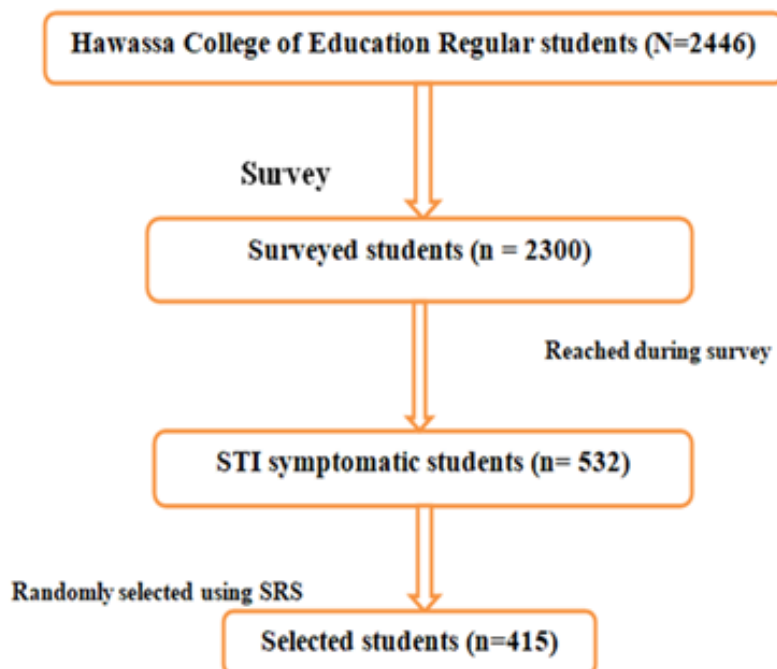 Hawassa College of Education Regular students (N=2446)
Survey
Surveyed students (n = 2300)
Reached during survey
STI symptomatic students (n= 532)
Randomly selected using SRS
Selected students (n=415)